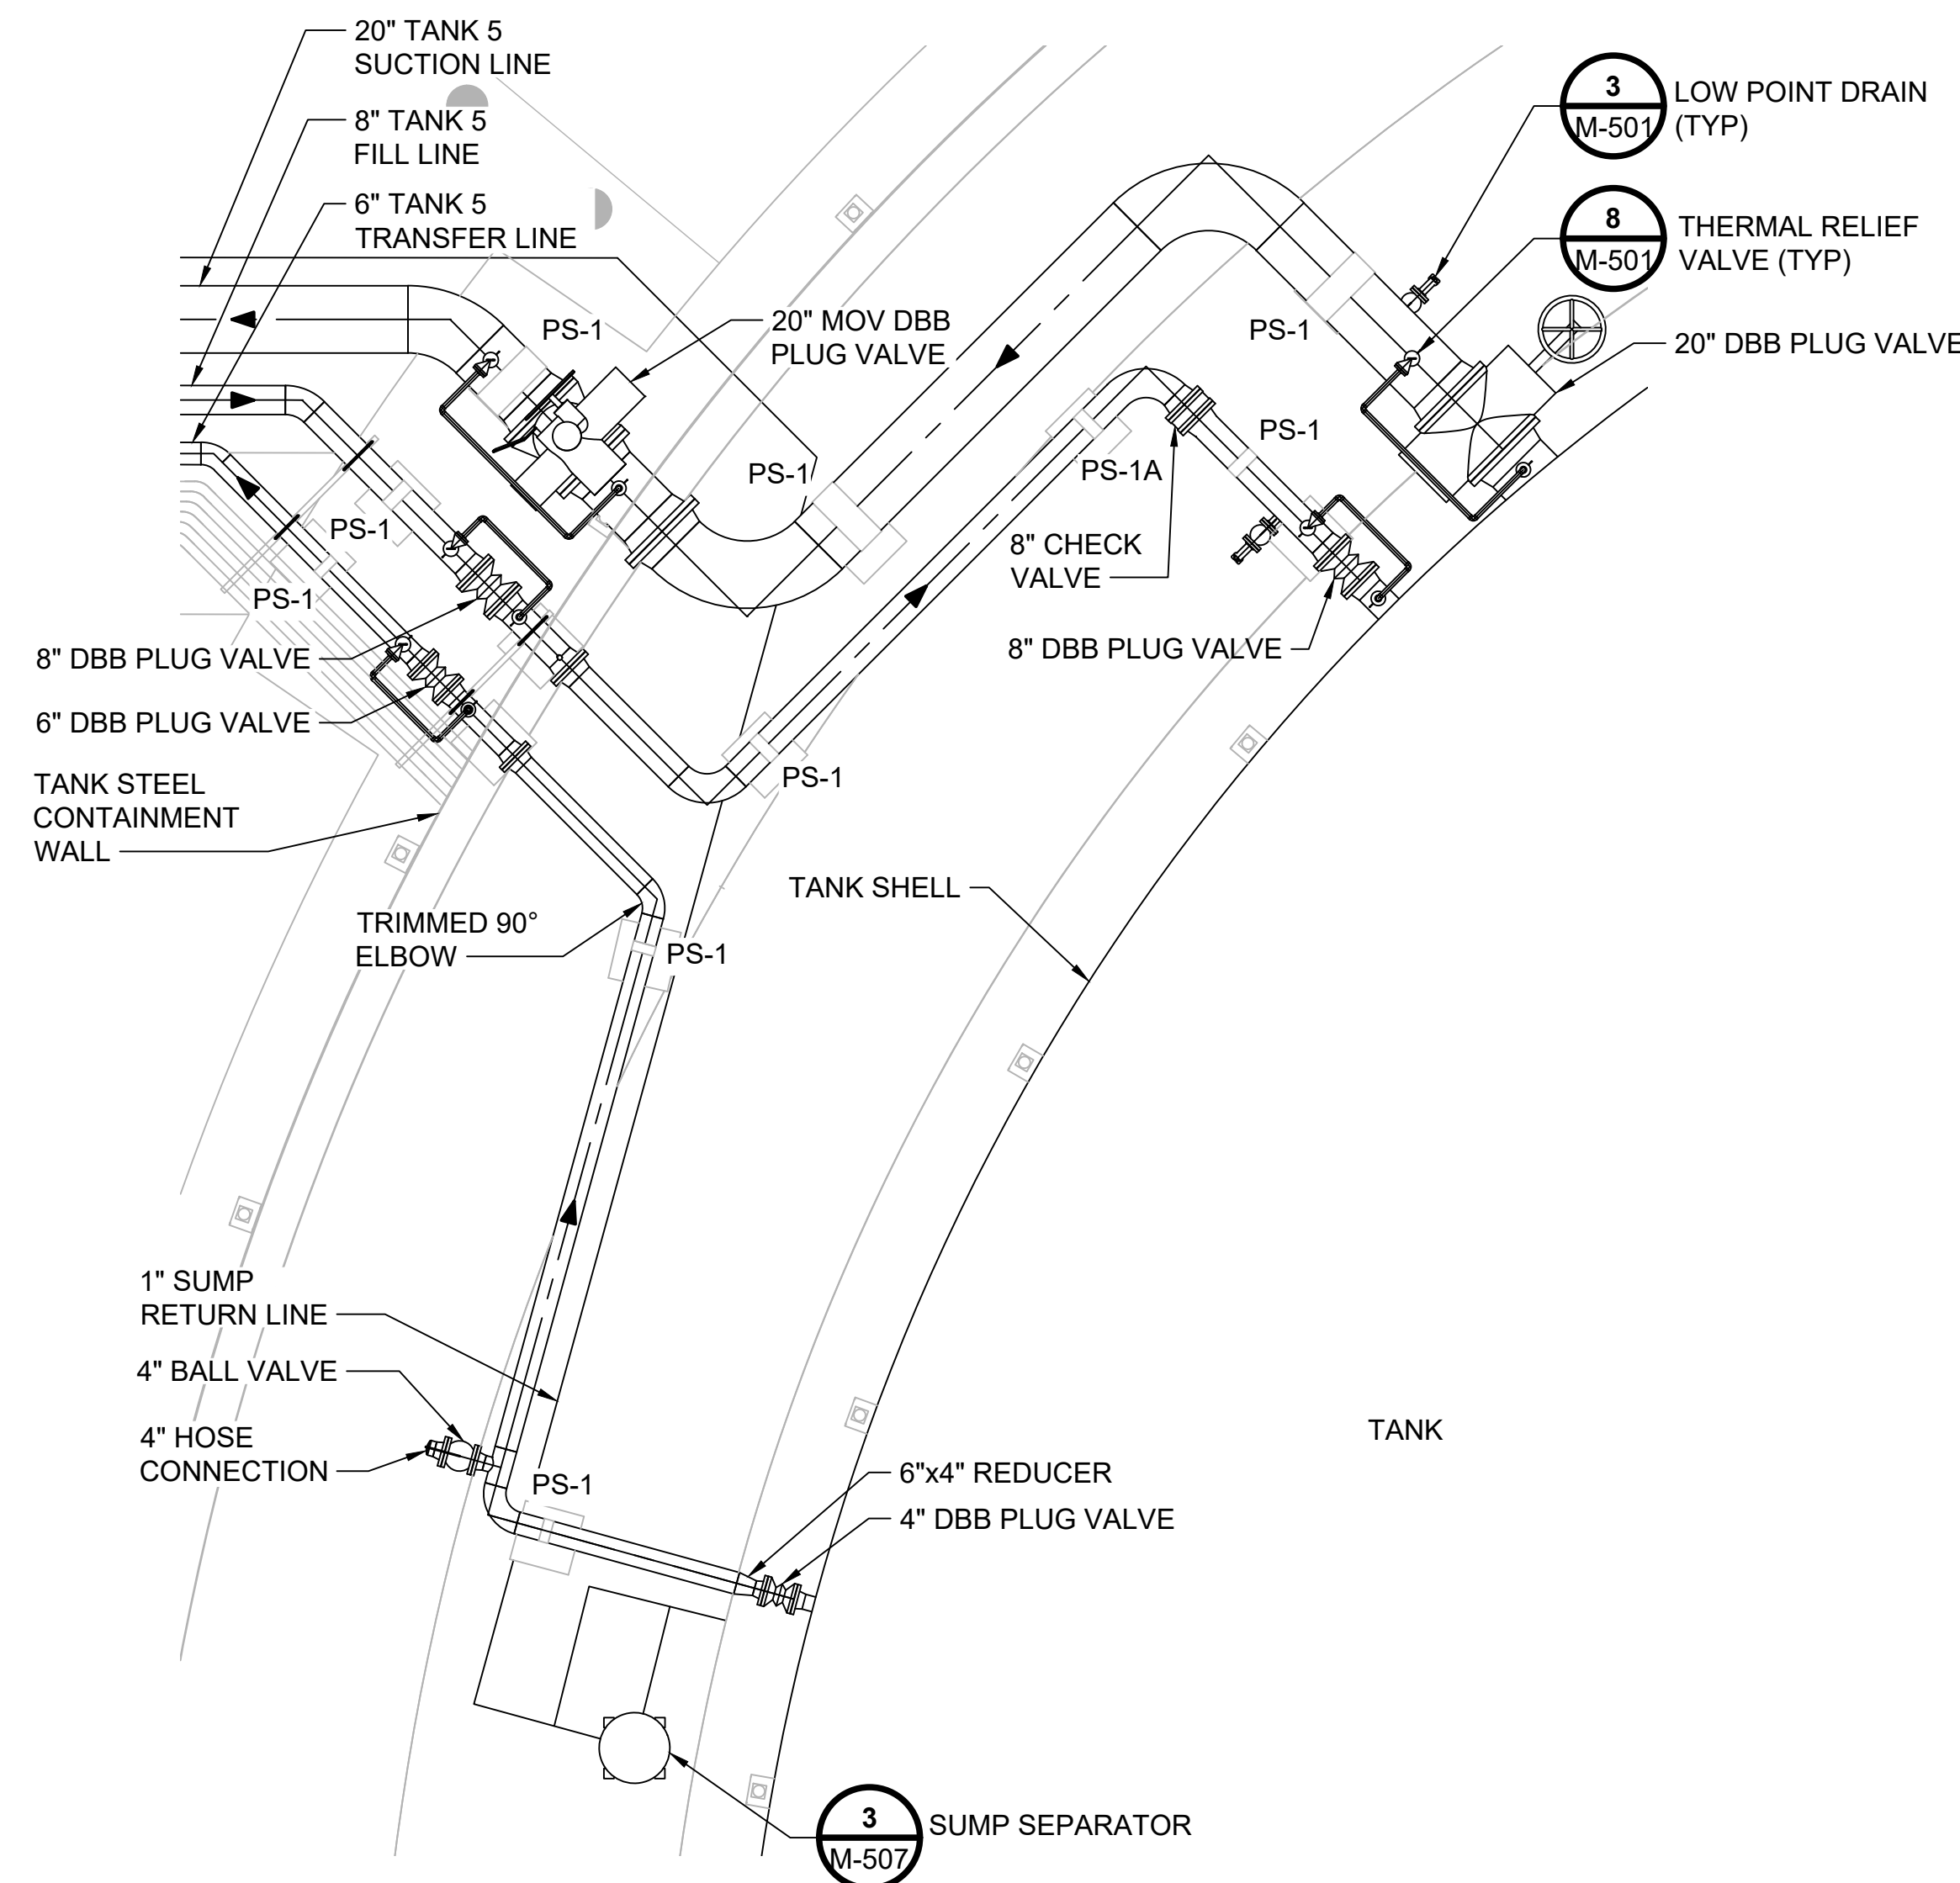 20" TANK 5
SUCTION LINE
8" TANK 5
FILL LINE
6" TANK 5
TRANSFER LINE
3
M-501
LOW POINT DRAIN
(TYP)
8
M-501
THERMAL RELIEF
VALVE (TYP)
PS-1
20" MOV DBB
PLUG VALVE
PS-1
20" DBB PLUG VALVE
PS-1
PS-1
PS-1A
PS-1
8" CHECK
VALVE
PS-1
8" DBB PLUG VALVE
8" DBB PLUG VALVE
6" DBB PLUG VALVE
PS-1
TANK STEEL
CONTAINMENT
WALL
TANK SHELL
TRIMMED 90°
ELBOW
PS-1
1" SUMP
RETURN LINE
4" BALL VALVE
4" HOSE
CONNECTION
TANK
PS-1
6"x4" REDUCER
4" DBB PLUG VALVE
3
M-507
SUMP SEPARATOR